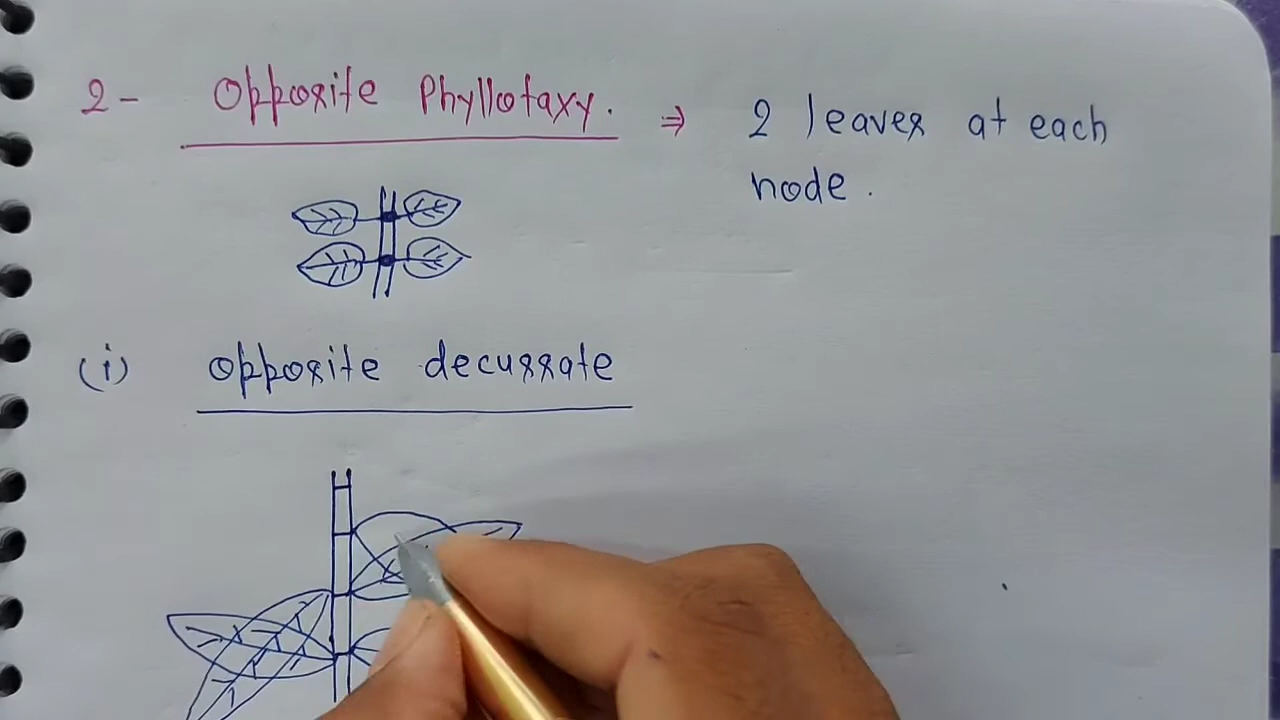 2- Opposite Phyllotaxy. ⇒ 2 leaves at each
node.
(i) opposite decussate